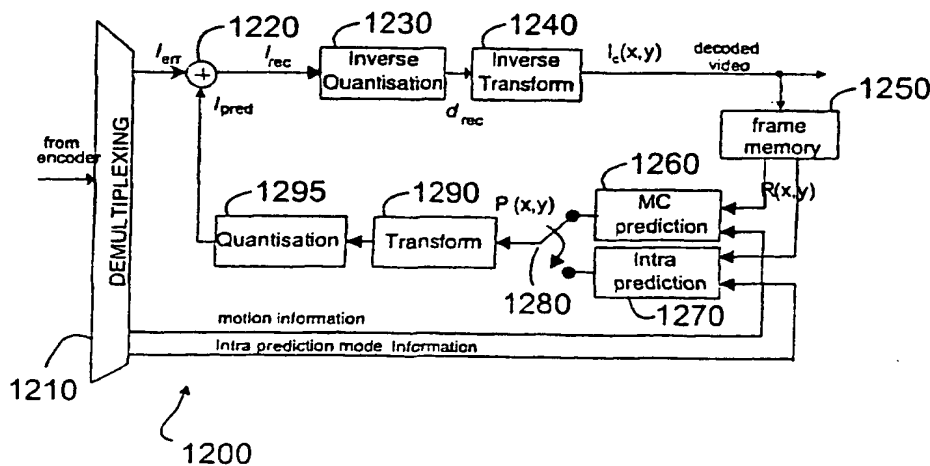 1220
1230
1240
I_err
I_rec
Inverse
Quantisation
Inverse
Transform
I_c(x,y)
decoded
video
1250
d_rec
I_pred
frame
memory
from
encoder
DEMULTIPLEXING
1295
1290
1260
R(x,y)
P (x,y)
MC
prediction
Quantisation
Transform
Intra
prediction
1280
1270
motion information
Intra prediction mode Information
1210
1200